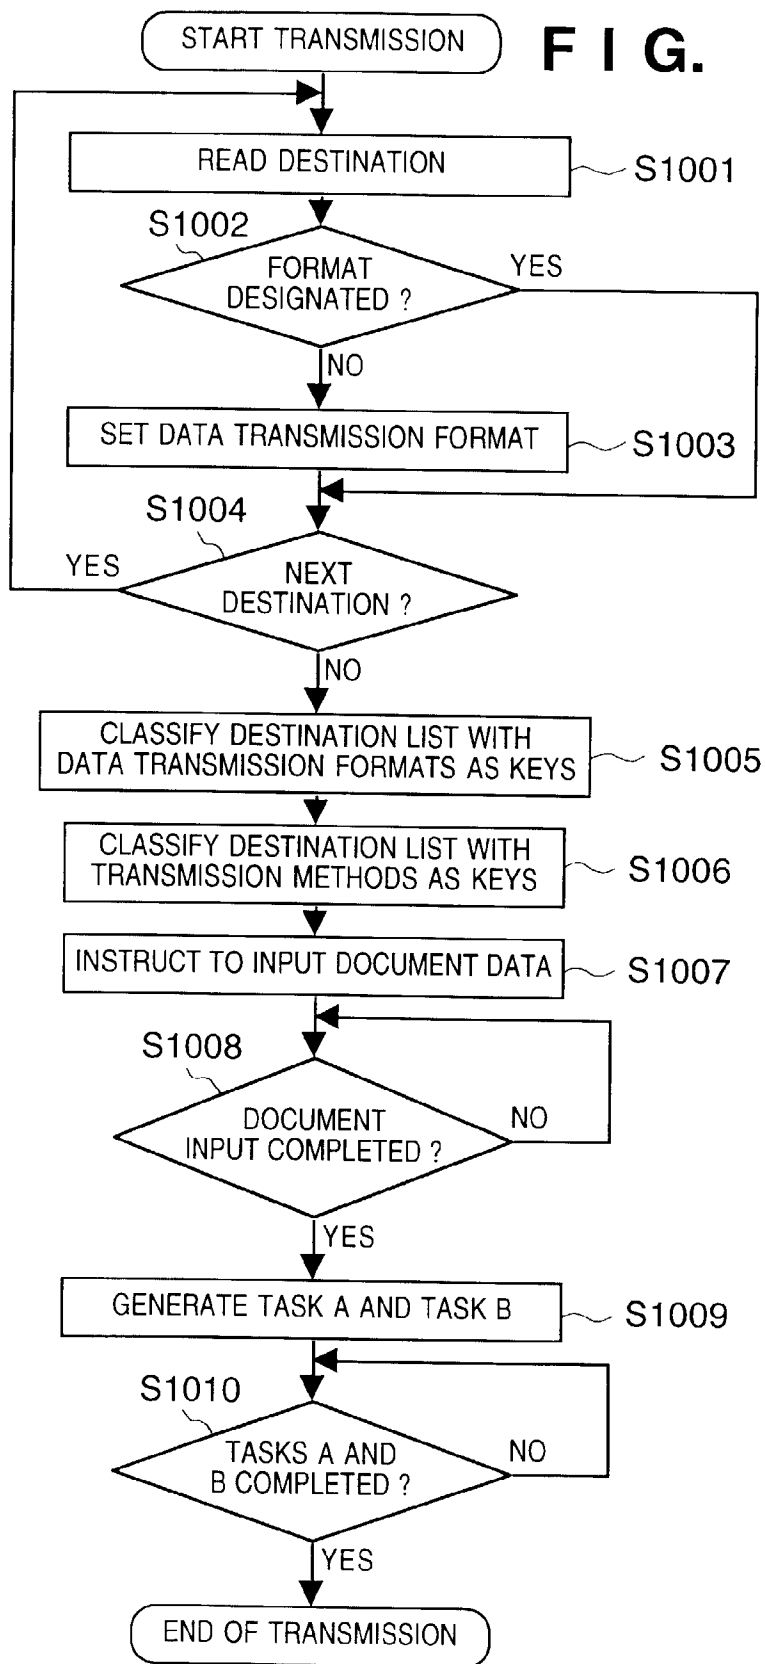 START TRANSMISSION
F I G.
READ DESTINATION
S1001
S1002
FORMAT
DESIGNATED ?
YES
NO
SET DATA TRANSMISSION FORMAT
S1003
S1004
YES
NEXT
DESTINATION ?
NO
CLASSIFY DESTINATION LIST WITH
DATA TRANSMISSION FORMATS AS KEYS
S1005
CLASSIFY DESTINATION LIST WITH
TRANSMISSION METHODS AS KEYS
S1006
INSTRUCT TO INPUT DOCUMENT DATA
S1007
S1008
DOCUMENT
INPUT COMPLETED ?
NO
YES
GENERATE TASK A AND TASK B
S1009
S1010
TASKS A AND
B COMPLETED ?
NO
YES
END OF TRANSMISSION